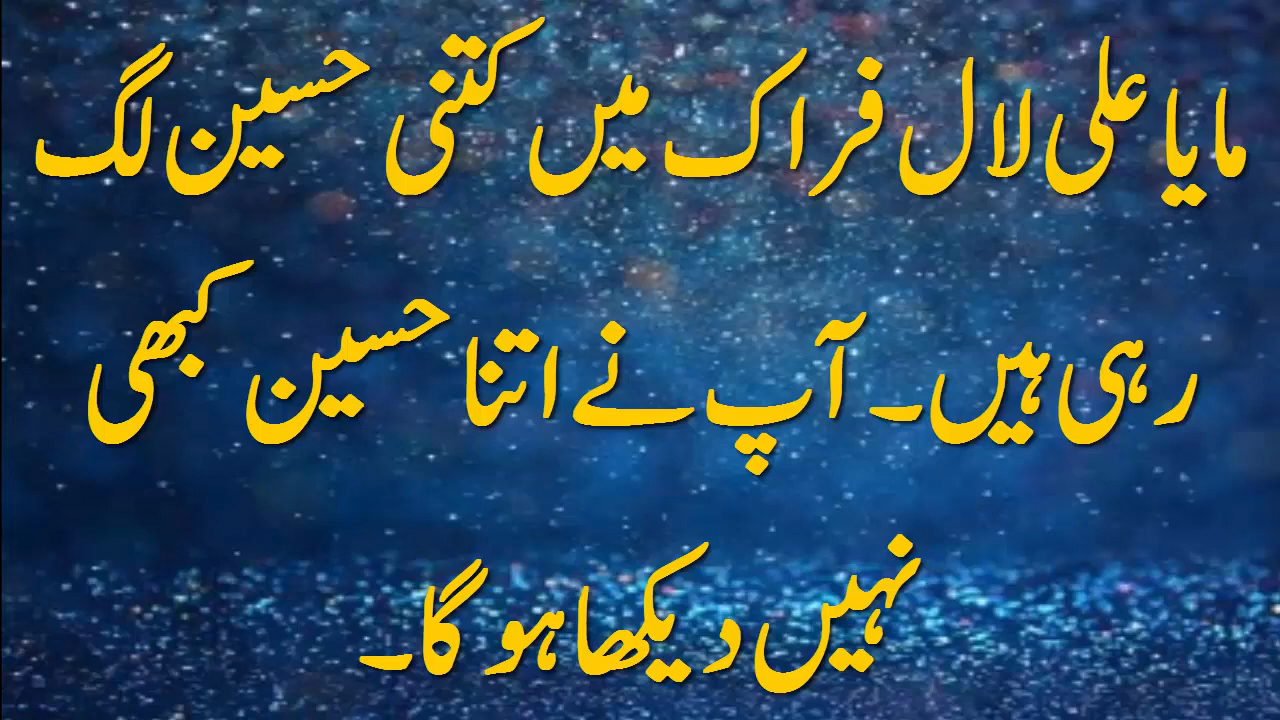 مایا علی لال فراک میں کتنی حسین لگ
رہی ہیں۔ آپ نے اتنا حسین کبھی
نہیں دیکھا ہو گا۔